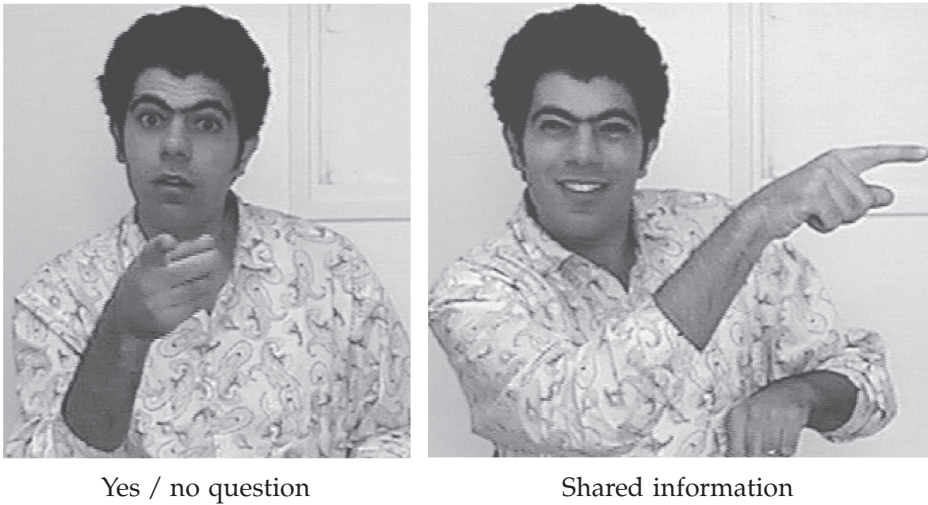 Yes / no question
Shared information